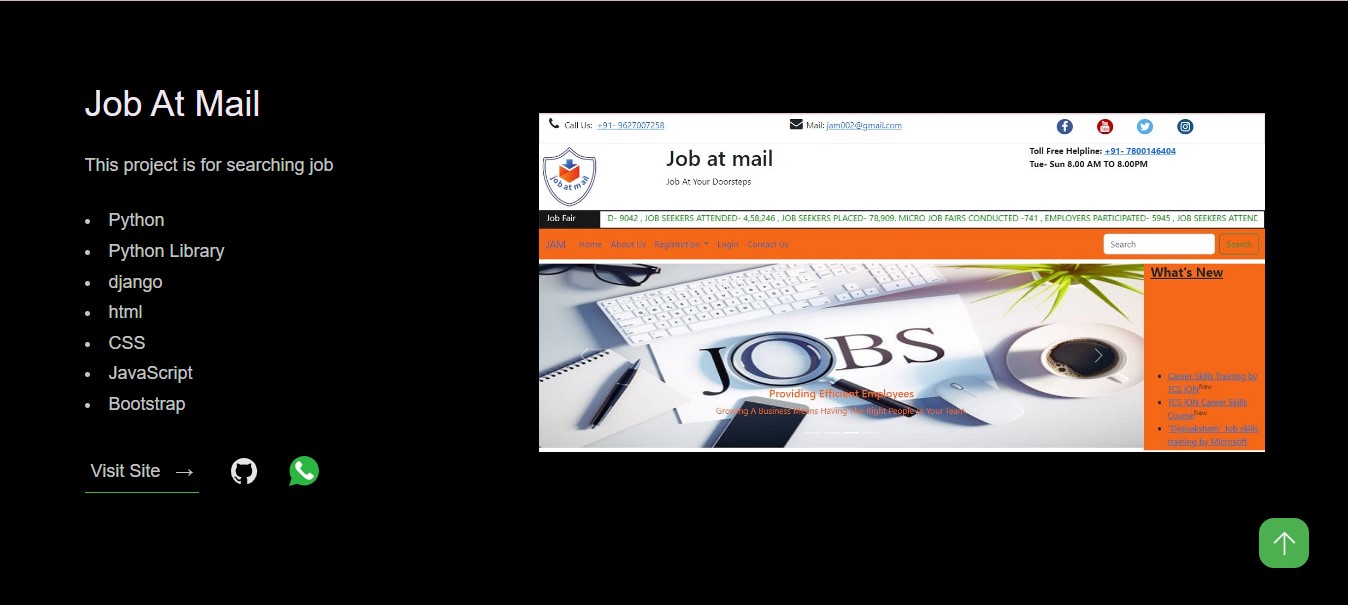 Job At Mail
This project is for searching job
Python
Python Library
django
html
CSS
JavaScript
Bootstrap
Visit Site →
Call Us: +91- 9627007258
Mail: jam002@gmail.com
job at mail
Job at mail
Job At Your Doorsteps
Toll Free Helpline: +91- 7800146404
Tue- Sun 8.00 AM TO 8.00PM
Job Fair
D- 9042 , JOB SEEKERS ATTENDED- 4,58,246 , JOB SEEKERS PLACED- 78,909. MICRO JOB FAIRS CONDUCTED -741 , EMPLOYERS PARTICIPATED- 5945 , JOB SEEKERS ATTEND
JAM Home About Us Registration Login Contact Us
Search Search
JOBS
Providing Efficient Employees
Growing A Business Means Having The Right People In Your Team.
What's New
Career Skills Training by
TCS iON New
TCS iON Career Skills
Course New
"Digisaksham" Job skills
training by Microsoft